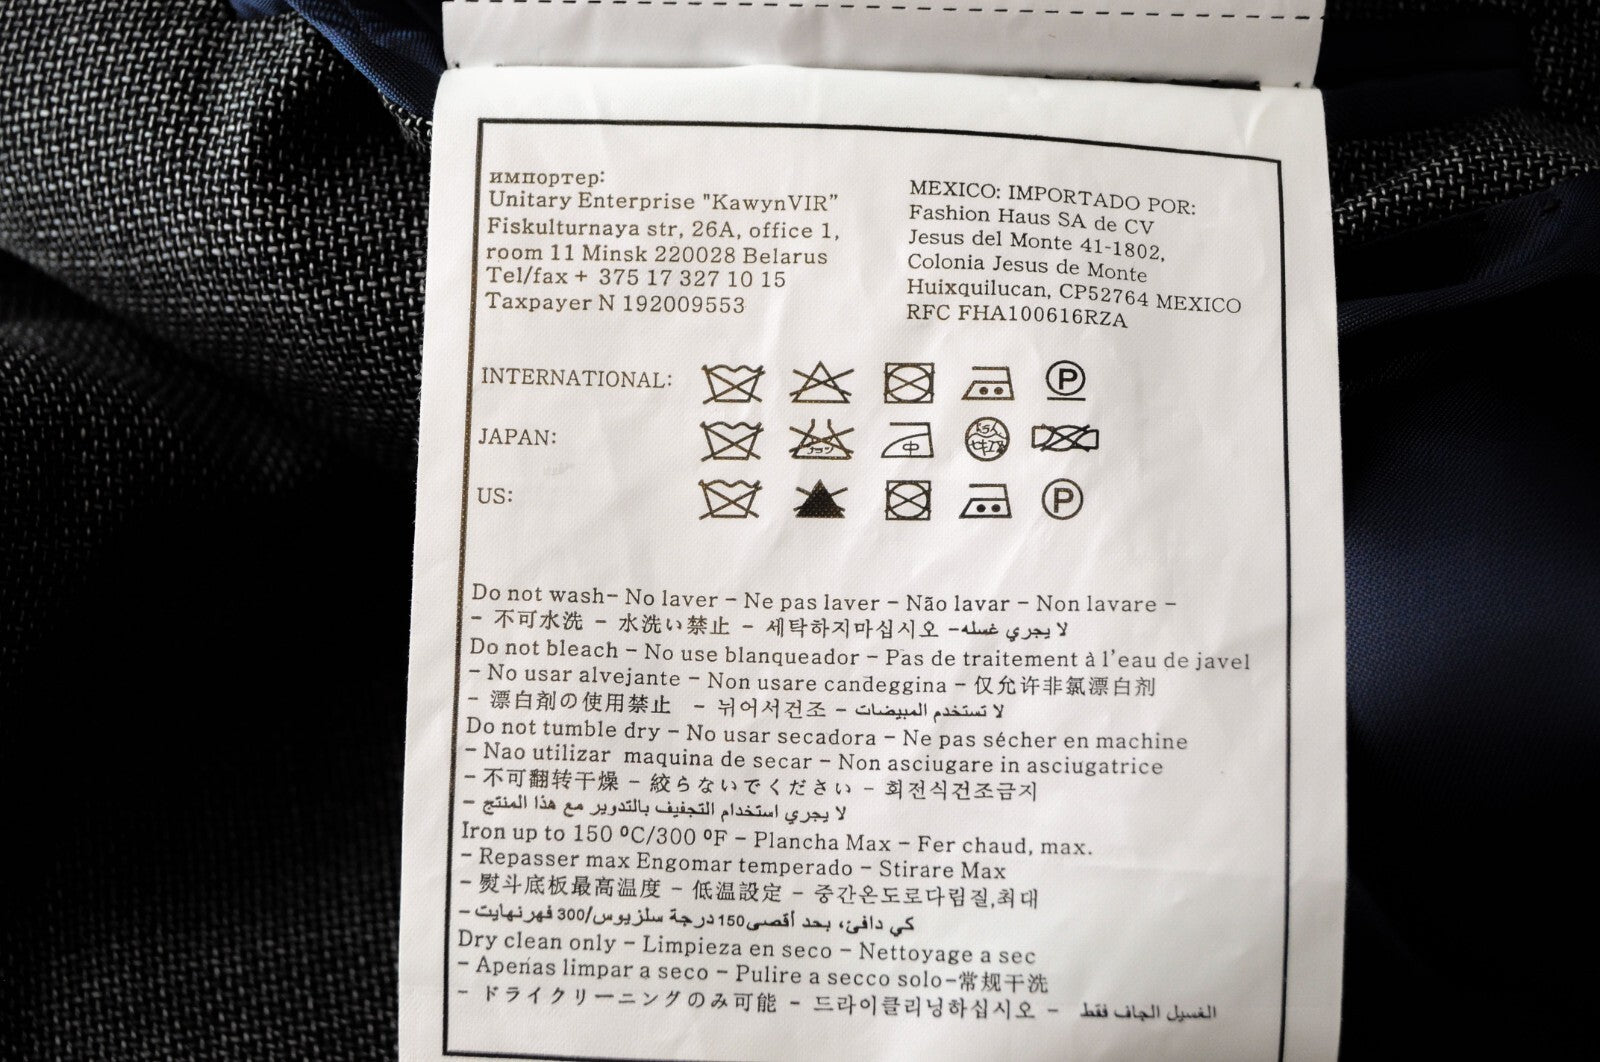 импортер:
Unitary Enterprise "KawynVIR”
Fiskulturnaya str, 26A, office 1,
room 11 Minsk 220028 Belarus
Tel/fax + 375 17 327 10 15
Taxpayer N 192009553
MEXICO: IMPORTADO POR:
Fashion Haus SA de CV
Jesus del Monte 41-1802,
Colonia Jesus de Monte
Huixquilucan, CP52764 MEXICO
RFC FHA100616RZA
INTERNATIONAL: P
JAPAN: 中
US: P
Do not wash- No laver - Ne pas laver - Não lavar - Non lavare -
- 不可水洗 - 水洗い禁止 - 세탁하지마십시오 -لا يجري غسله
Do not bleach - No use blanqueador - Pas de traitement à l'eau de javel
- No usar alvejante - Non usare candeggina - 仅允许非氯漂白剂
- 漂白剤の使用禁止 - 뉘어서건조 - لا تستخدم المبيضات
Do not tumble dry - No usar secadora - Ne pas sécher en machine
- Nao utilizar maquina de secar - Non asciugare in asciugatrice
- 不可翻转干燥 - 絞らないでください - 회전식건조금지
- لا يجري استخدام التجفيف بالتدوير مع هذا المنتج
Iron up to 150 ºC/300 ºF - Plancha Max - Fer chaud, max.
- Repasser max Engomar temperado - Stirare Max
- 熨斗底板最高温度 - 低温設定 - 중간온도로다림질,최대
- كي دافئ، بحد أقصى150درجة سلزيوس/300فهرنهايت
Dry clean only - Limpieza en seco - Nettoyage a sec
- Apenas limpar a seco - Pulire a secco solo-常规干洗
- ドライクリーニングのみ可能 - 드라이클리닝하십시오 - الغسيل الجاف فقط